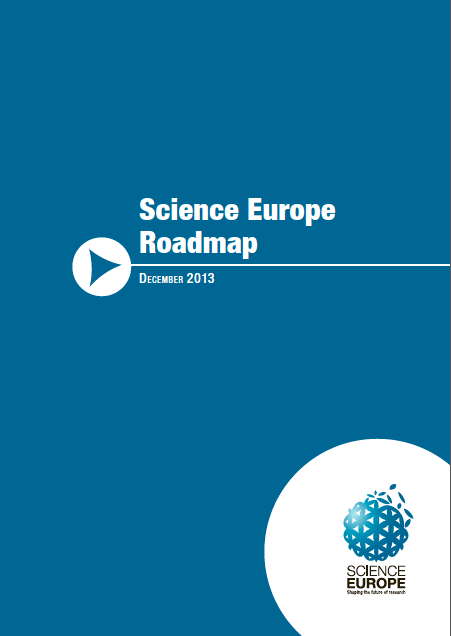 Science Europe
Roadmap
December 2013
SCIENCE
EUROPE
Shaping the future of research